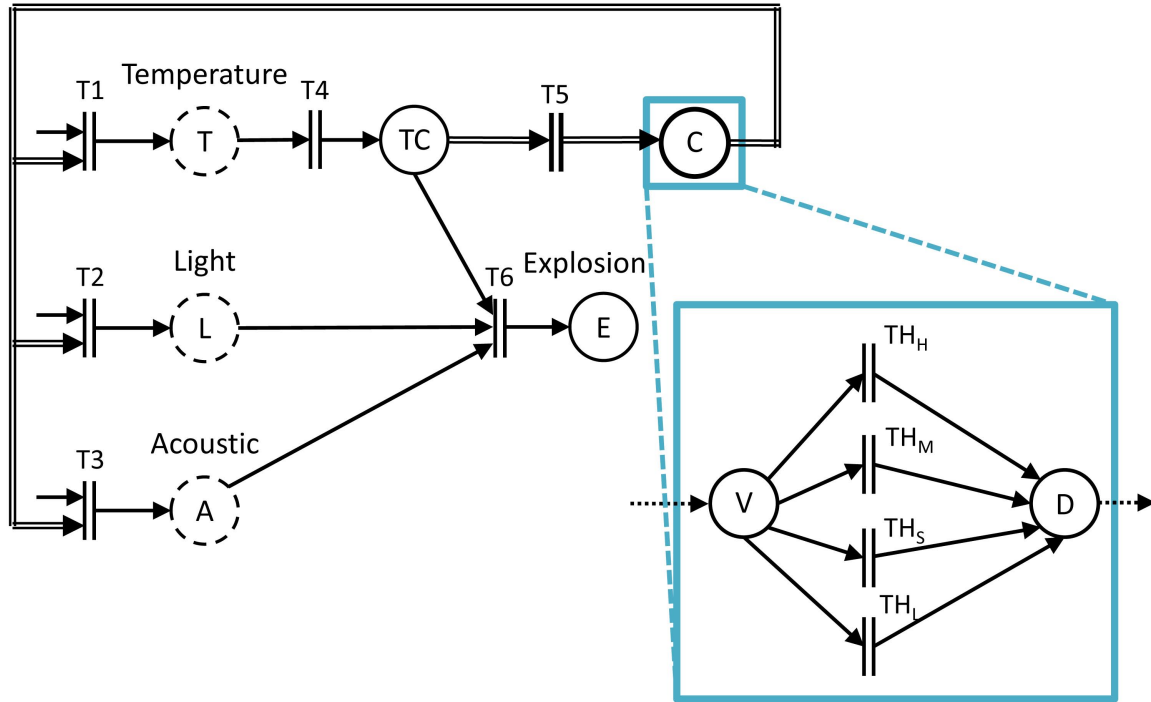 Temperature
T1
T4
T5
T
TC
C
Light
T2
T6
Explosion
L
E
Acoustic
T3
A
TH_H
TH_M
V
D
TH_S
TH_L